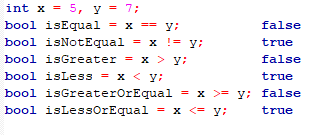 int x = 5, y = 7;
bool isEqual = x == y; false
bool isNotEqual = x != y; true
bool isGreater = x > y; false
bool isLess = x < y; true
bool isGreaterOrEqual = x >= y; false
bool isLessOrEqual = x <= y; true